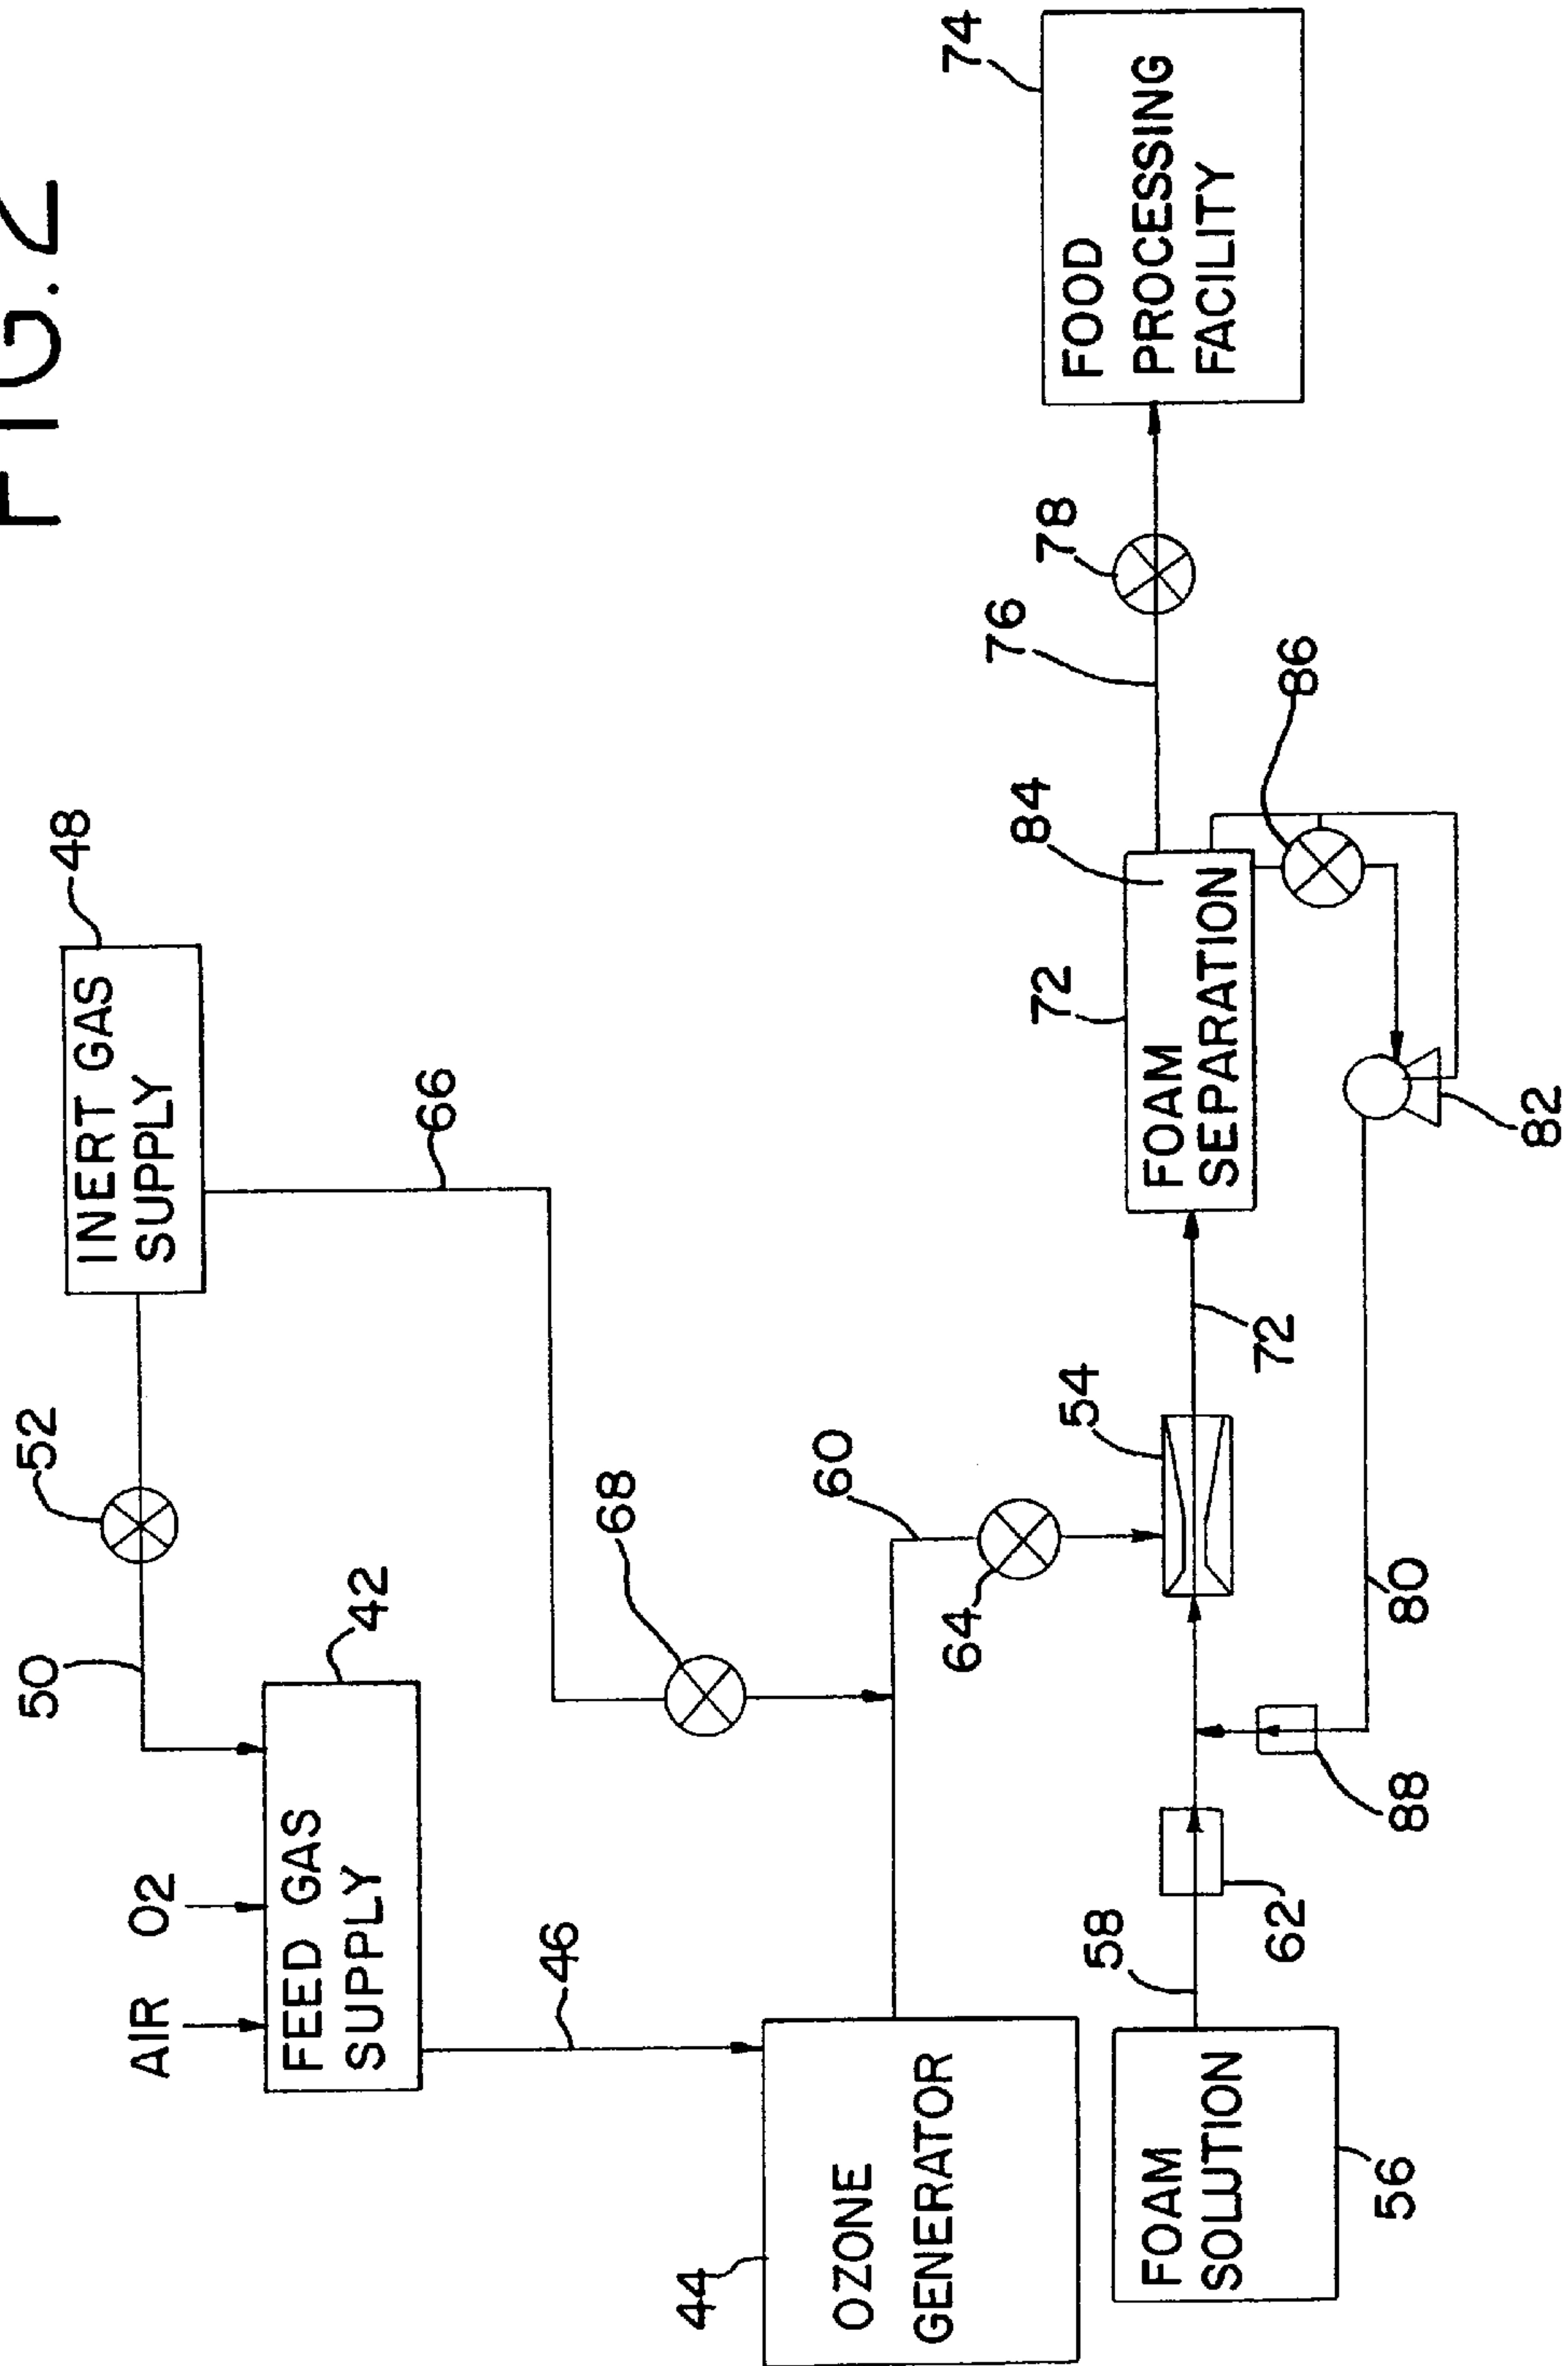 FIG. 2
50
52
48
INERT GAS
SUPPLY
AIR
O2
FEED GAS
SUPPLY
42
66
46
68
44
OZONE
GENERATOR
60
64
74
76
78
72
84
54
FOOD
PROCESSING
FACILITY
58
FOAM
SOLUTION
FOAM
SEPARATION
62
72
86
56
88
80
82